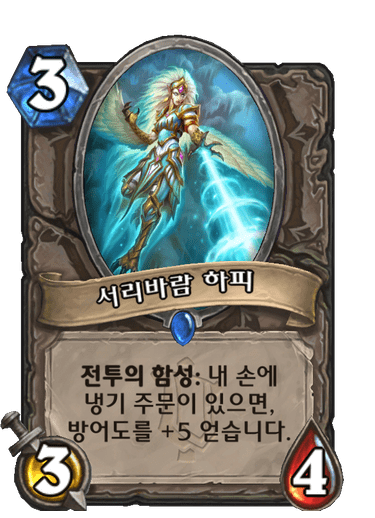 3
서리바람 하피
전투의 함성: 내 손에
냉기 주문이 있으면,
방어도를 +5 얻습니다.
3
4